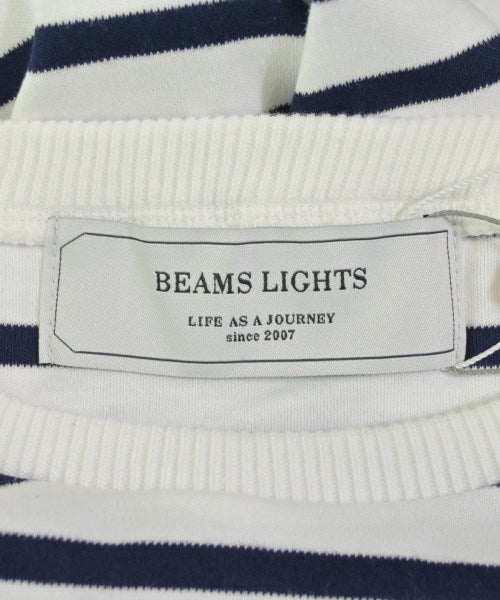 BEAMS LIGHTS
LIFE AS A JOURNEY
since 2007